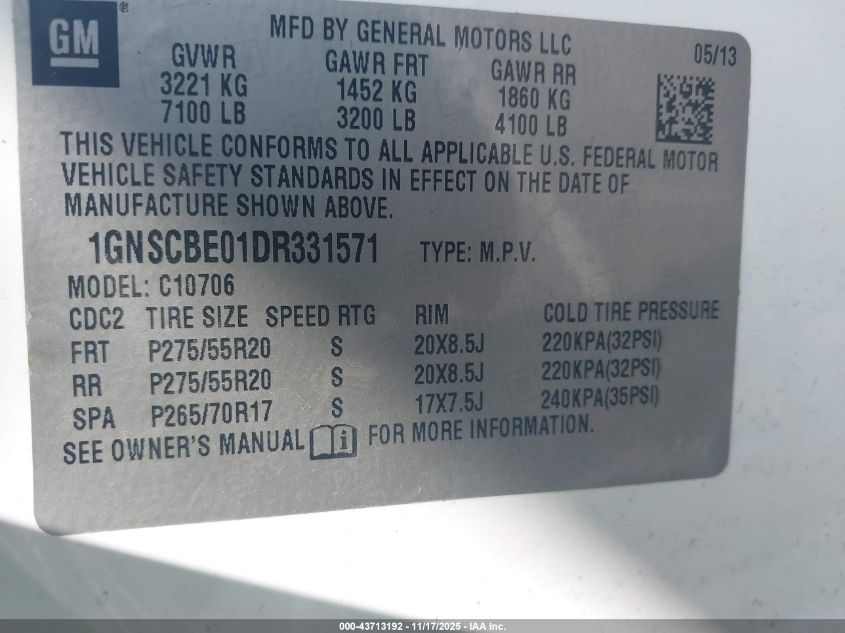 GM®
MFD BY GENERAL MOTORS LLC
05/13
GVWR GAWR FRT GAWR RR
3221 KG 1452 KG 1860 KG
7100 LB 3200 LB 4100 LB
THIS VEHICLE CONFORMS TO ALL APPLICABLE U.S. FEDERAL MOTOR
VEHICLE SAFETY STANDARDS IN EFFECT ON THE DATE OF
MANUFACTURE SHOWN ABOVE.
1GNSCBE01DR331571 TYPE: M.P.V.
MODEL: C10706
CDC2 TIRE SIZE SPEED RTG RIM COLD TIRE PRESSURE
FRT P275/55R20 S 20X8.5J 220KPA(32PSI)
RR P275/55R20 S 20X8.5J 220KPA(32PSI)
SPA P265/70R17 S 17X7.5J 240KPA(35PSI)
SEE OWNER'S MANUAL i FOR MORE INFORMATION.
000-43713192 - 11/17/2025 - IAA Inc.